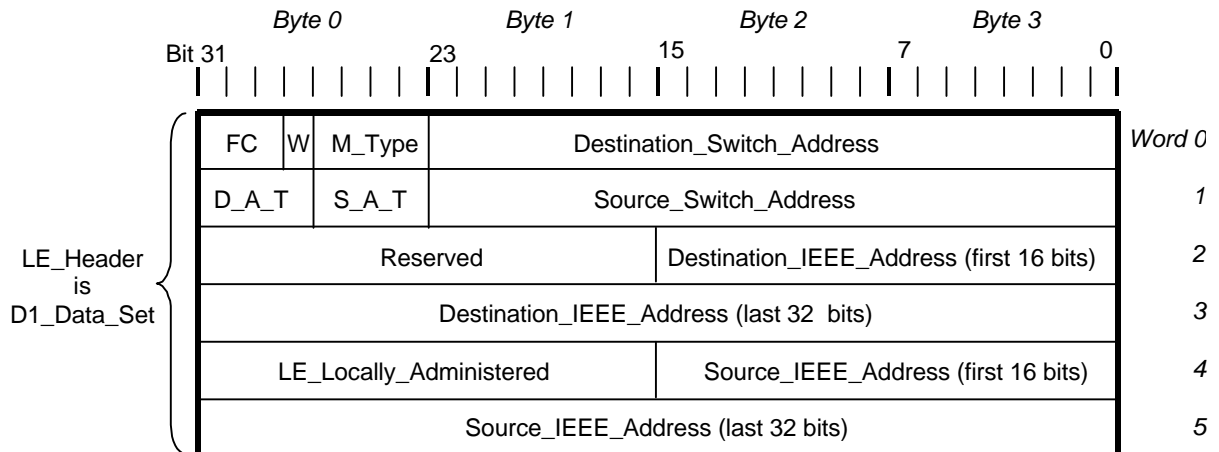 Byte 0 Byte 1 Byte 2 Byte 3
Bit 31 23 15 7 0
FC W M_Type Destination_Switch_Address Word 0
D_A_T S_A_T Source_Switch_Address 1
Reserved Destination_IEEE_Address (first 16 bits) 2
LE_Header
is
D1_Data_Set
Destination_IEEE_Address (last 32 bits) 3
LE_Locally_Administered Source_IEEE_Address (first 16 bits) 4
Source_IEEE_Address (last 32 bits) 5